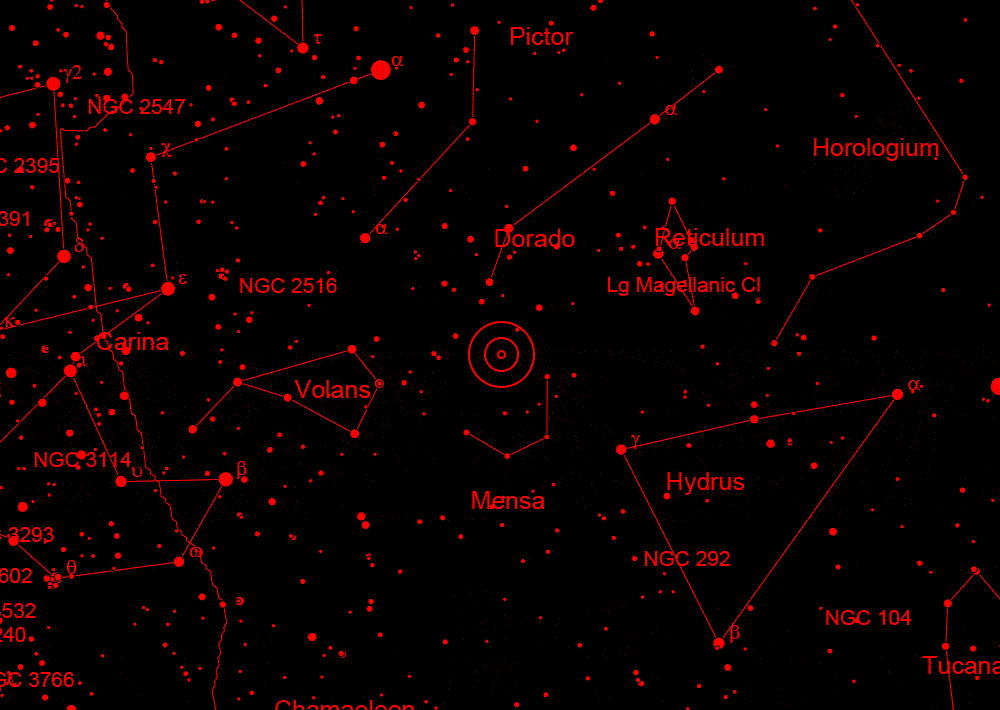 τ
Pictor
α
γ2
NGC 2547
α
χ
Horologium
C 2395
391
α
δ
Dorado
α
Reticulum
ε
NGC 2516
Lg Magellanic Cl
κ
Carina
ι
Volans
α
γ
NGC 3114
υ
β
Hydrus
Mensa
3293
ω
NGC 292
θ
602
532
NGC 104
240
β
Tucana
GC 3766
λ
Chamaeleon